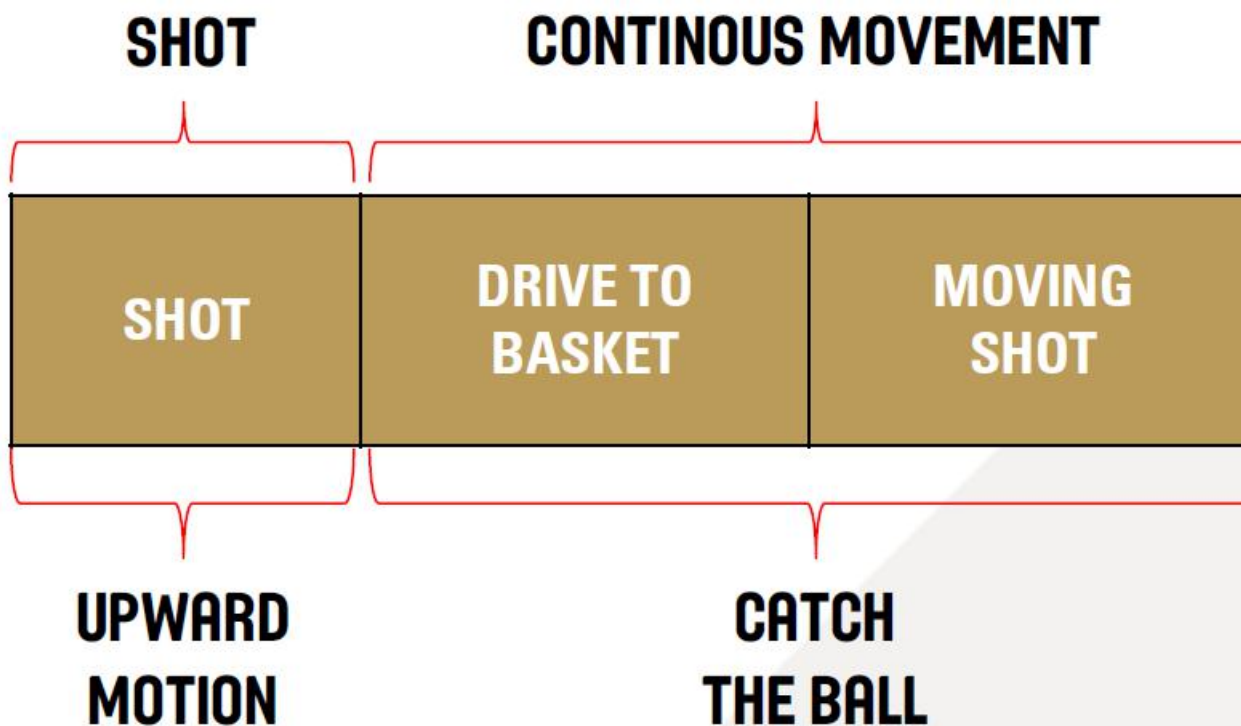 SHOT
CONTINOUS MOVEMENT
SHOT
DRIVE TO
BASKET
MOVING
SHOT
UPWARD
MOTION
CATCH
THE BALL